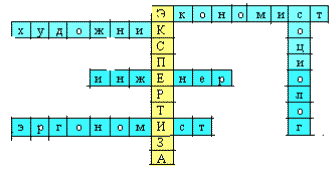 экономист
художник
экспертиза
социолог
инженер
эргономист